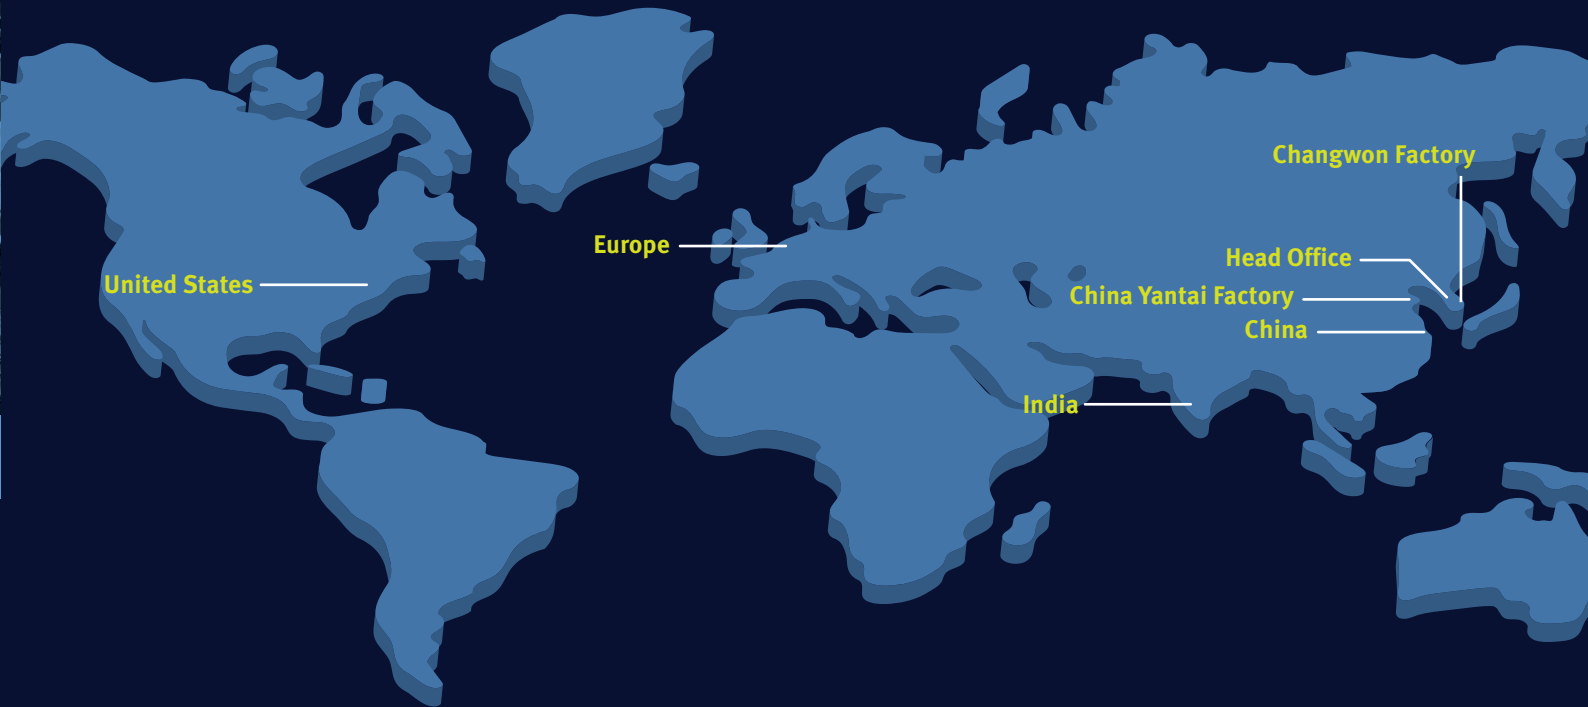 Changwon Factory
Europe
Head Office
United States
China Yantai Factory
China
India